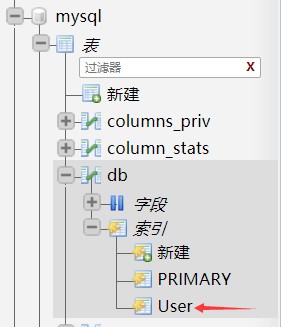 mysql
表
过滤器 X
新建
columns_priv
column_stats
db
字段
索引
新建
PRIMARY
User